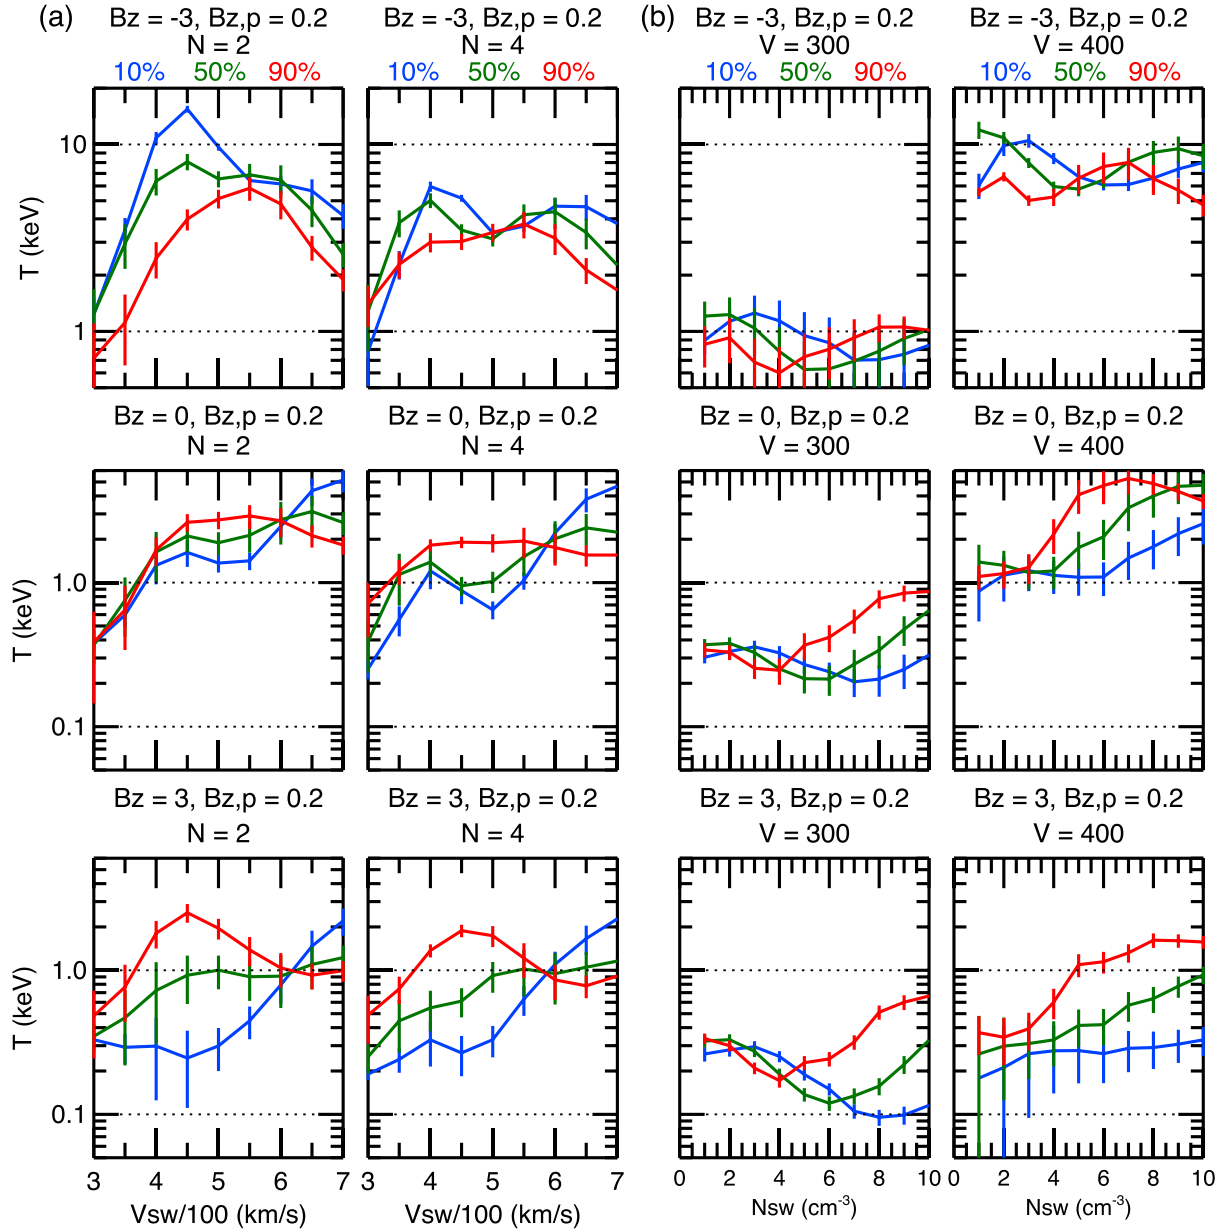 (a) Bz = -3, Bz,p = 0.2 Bz = -3, Bz,p = 0.2 (b) Bz = -3, Bz,p = 0.2 Bz = -3, Bz,p = 0.2
N = 2 N = 4 V = 300 V = 400
10% 50% 90% 10% 50% 90% 10% 50% 90% 10% 50% 90%
10
T (keV)
1
Bz = 0, Bz,p = 0.2 Bz = 0, Bz,p = 0.2 Bz = 0, Bz,p = 0.2 Bz = 0, Bz,p = 0.2
N = 2 N = 4 V = 300 V = 400
1.0
T (keV)
0.1
Bz = 3, Bz,p = 0.2 Bz = 3, Bz,p = 0.2 Bz = 3, Bz,p = 0.2 Bz = 3, Bz,p = 0.2
N = 2 N = 4 V = 300 V = 400
1.0
T (keV)
0.1
3 4 5 6 7 3 4 5 6 7 0 2 4 6 8 10 0 2 4 6 8 10
Vsw/100 (km/s) Vsw/100 (km/s) Nsw (cm⁻³) Nsw (cm⁻³)